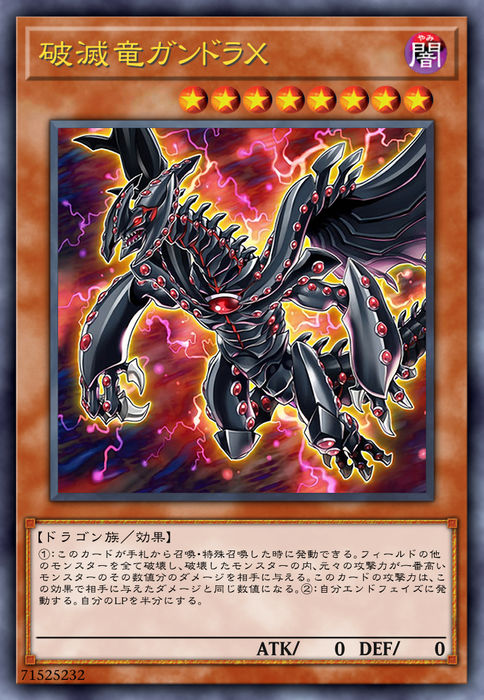 破滅竜ガンドラX
やみ
闇
【ドラゴン族／効果】
①:このカードが手札から召喚・特殊召喚した時に発動できる。フィールドの他
のモンスターを全て破壊し、破壊したモンスターの内、元々の攻撃力が一番高い
モンスターのその数値分のダメージを相手に与える。このカードの攻撃力は、こ
の効果で相手に与えたダメージと同じ数値になる。②:自分エンドフェイズに発
動する。自分のLPを半分にする。
ATK/ 0 DEF/ 0
71525232